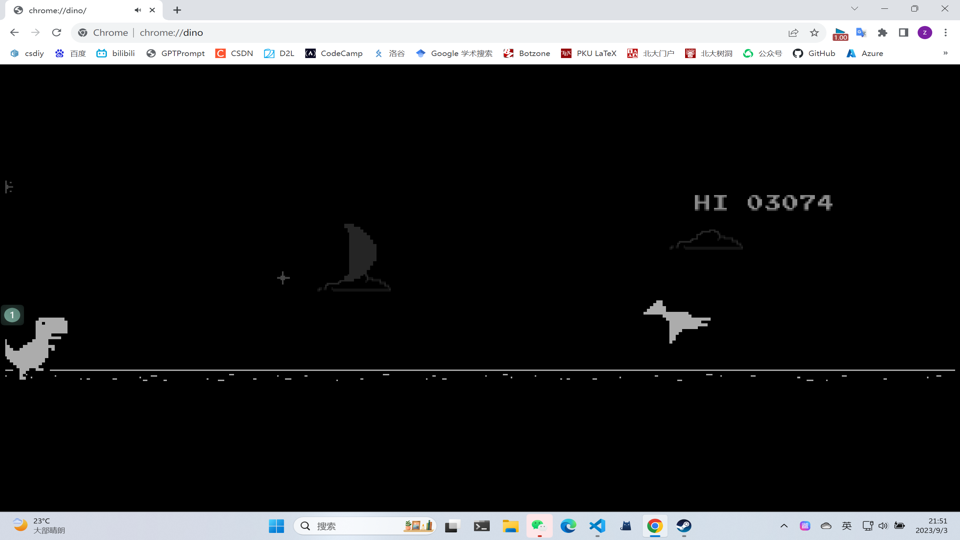 chrome://dino/
Chrome | chrome://dino
csdiy
百度
bilibili
GPTPrompt
CSDN
D2L
CodeCamp
洛谷
Google 学术搜索
Botzone
PKU LaTeX
北大门户
北大树洞
公众号
GitHub
Azure
»
1.00
z
HI 03074
1
23°C
大部晴朗
搜索
英
21:51
2023/9/3